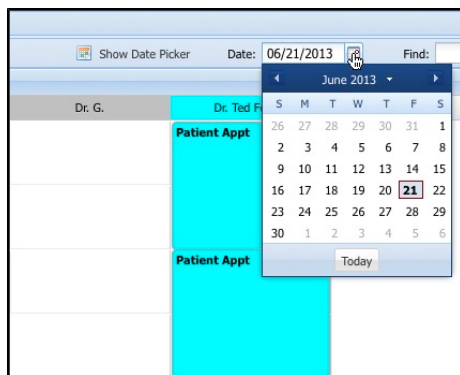 Show Date Picker Date: 06/21/2013 Find:
June 2013
Dr. G. Dr. Ted
S M T W T F S
26 27 28 29 30 31 1
2 3 4 5 6 7 8
9 10 11 12 13 14 15
16 17 18 19 20 21 22
23 24 25 26 27 28 29
30 1 2 3 4 5 6
Today
Patient Appt
Patient Appt